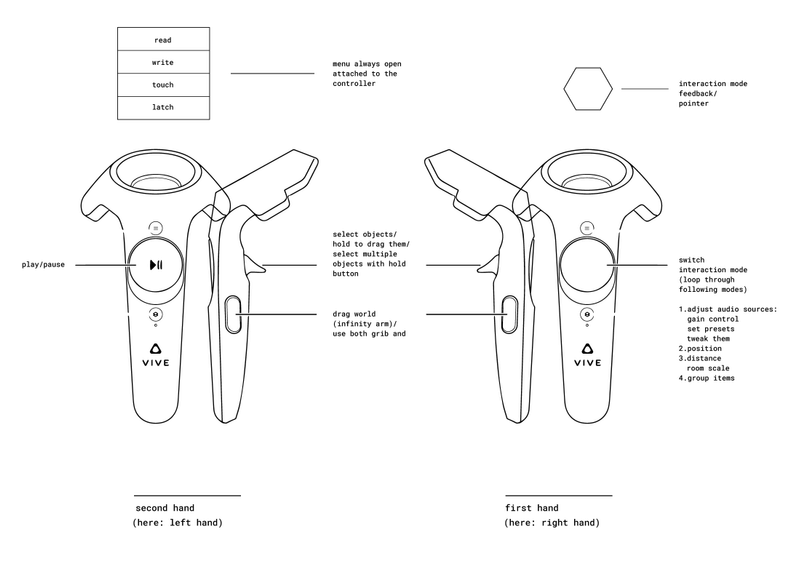 read
write
touch
latch
menu always open
attached to the
controller
interaction mode
feedback/
pointer
play/pause
select objects/
hold to drag them/
select multiple
objects with hold
button
drag world
(infinity arm)/
use both grib and
switch
interaction mode
(loop through
following modes)
1.adjust audio sources:
gain control
set presets
tweak them
2.position
3.distance
room scale
4.group items
VIVE
VIVE
second hand
(here: left hand)
first hand
(here: right hand)